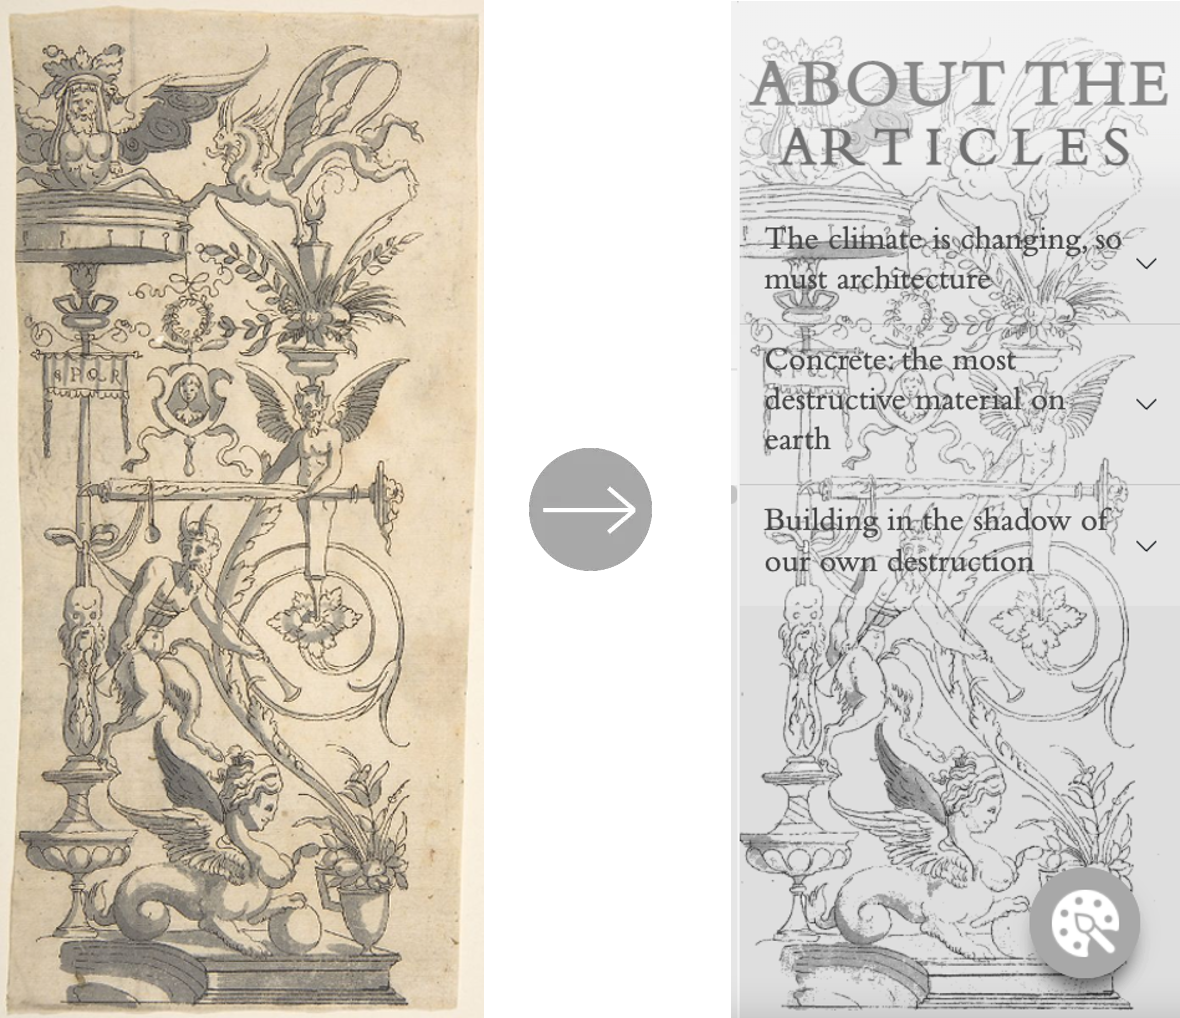 S P Q R
ABOUT THE
ARTICLES
The climate is changing, so
must architecture
Concrete: the most
destructive material on
earth
Building in the shadow of
our own destruction